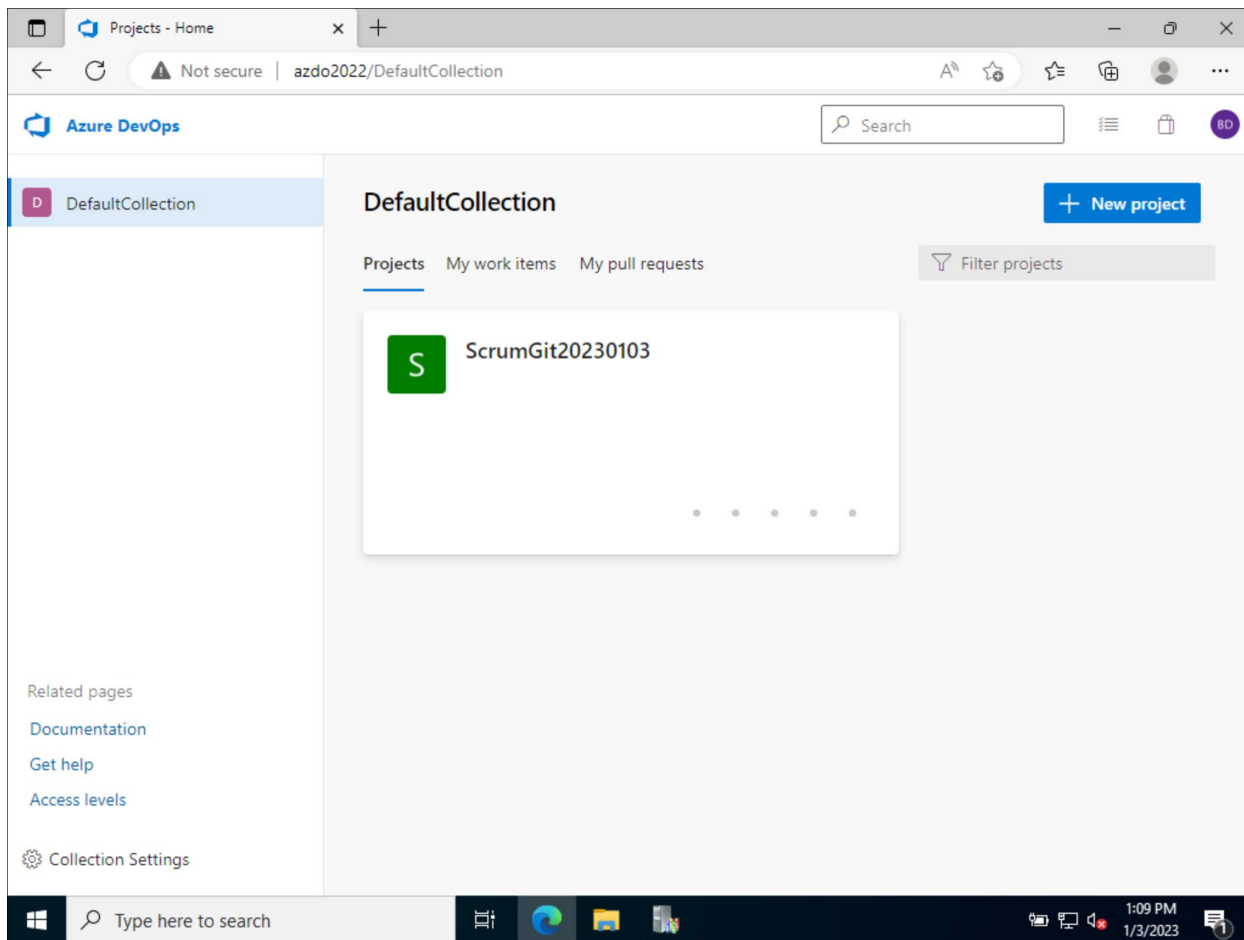 Projects - Home
Not secure | azdo2022/DefaultCollection
Azure DevOps
Search
BD
D DefaultCollection
DefaultCollection
New project
Projects My work items My pull requests
Filter projects
S ScrumGit20230103
Related pages
Documentation
Get help
Access levels
Collection Settings
Type here to search
1:09 PM
1/3/2023
1